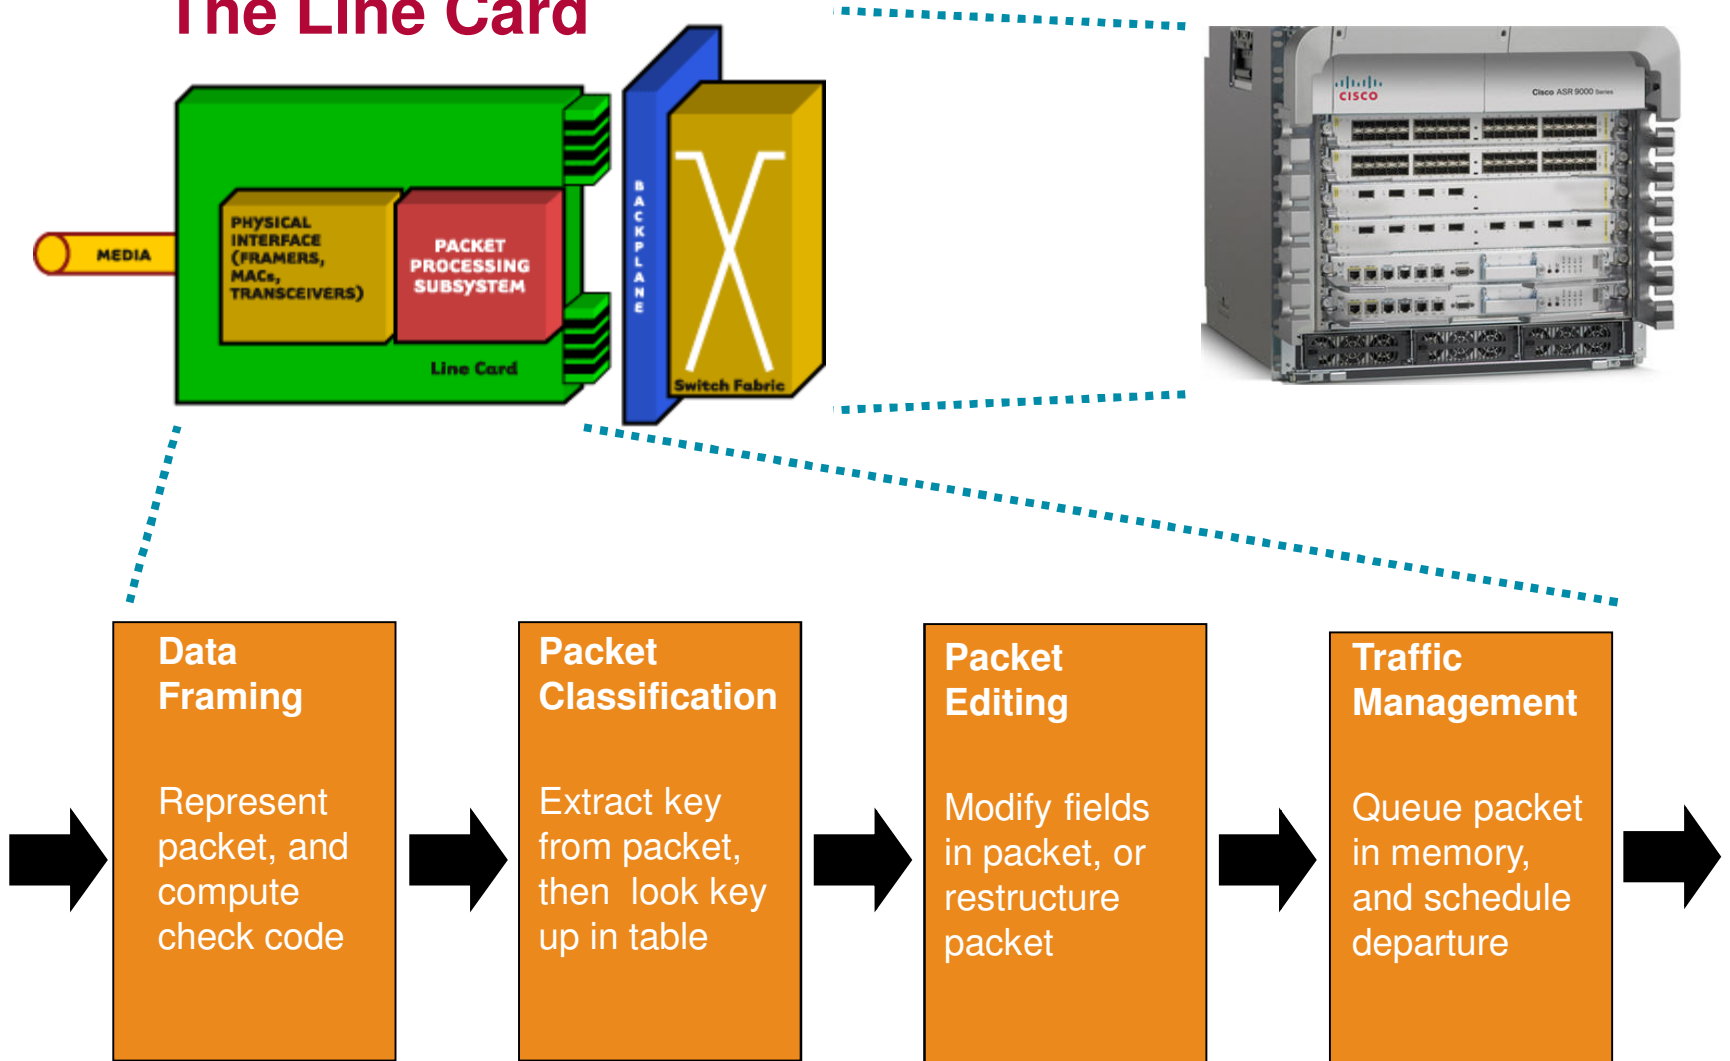 The Line Card
CISCO
Cisco ASR 9000 Series
PHYSICAL
INTERFACE
(FRAMERS,
MACs,
TRANSCEIVERS)
PACKET
PROCESSING
SUBSYSTEM
MEDIA
Line Card
BACKPLANE
Switch Fabric
Data
Framing
Represent
packet, and
compute
check code
Packet
Classification
Extract key
from packet,
then look key
up in table
Packet
Editing
Modify fields
in packet, or
restructure
packet
Traffic
Management
Queue packet
in memory,
and schedule
departure